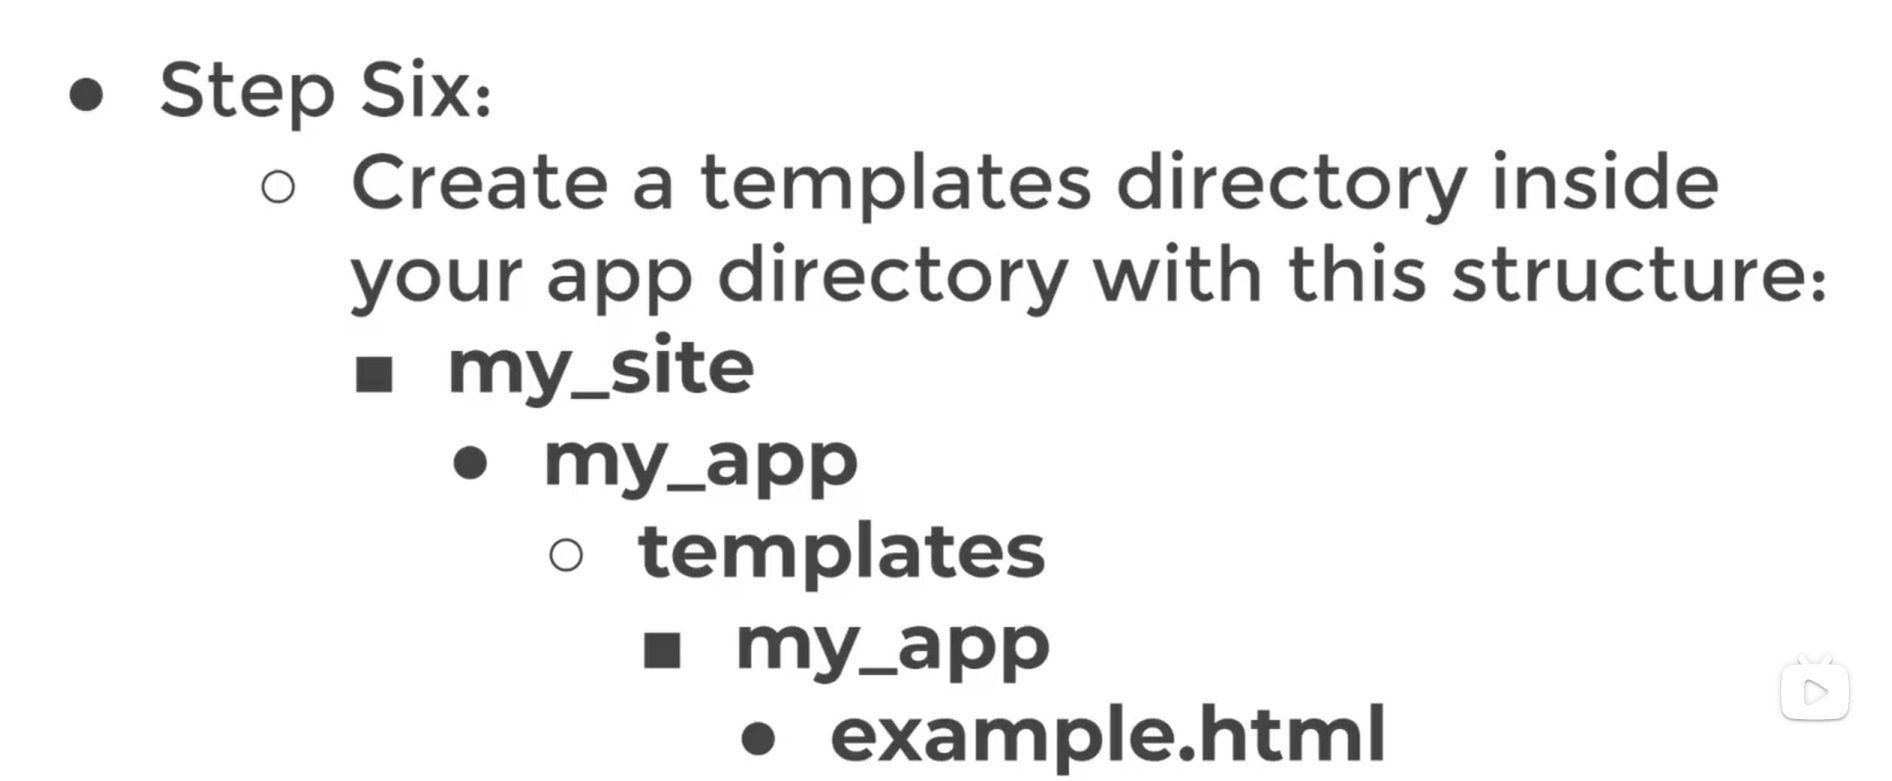 Step Six:
Create a templates directory inside
your app directory with this structure:
my_site
my_app
templates
my_app
example.html